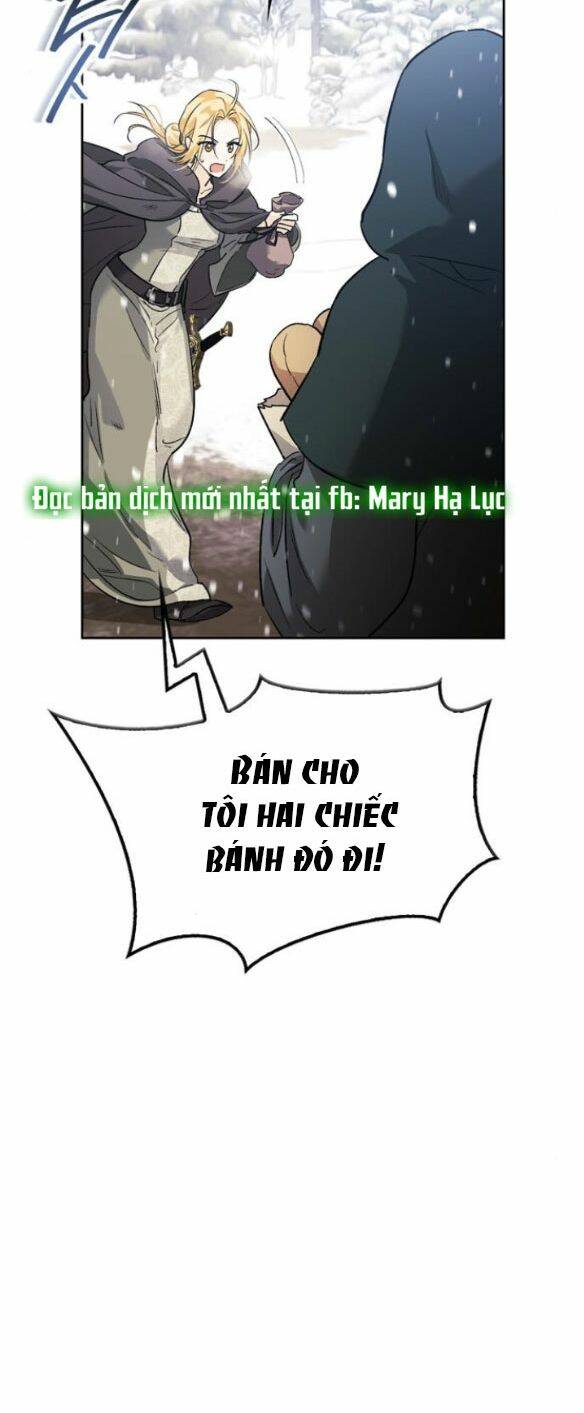 Đọc bản dịch mới nhất tại fb: Mary Hạ Lục
BÁN CHO
TÔI HAI CHIẾC
BÁNH ĐÓ ĐI!